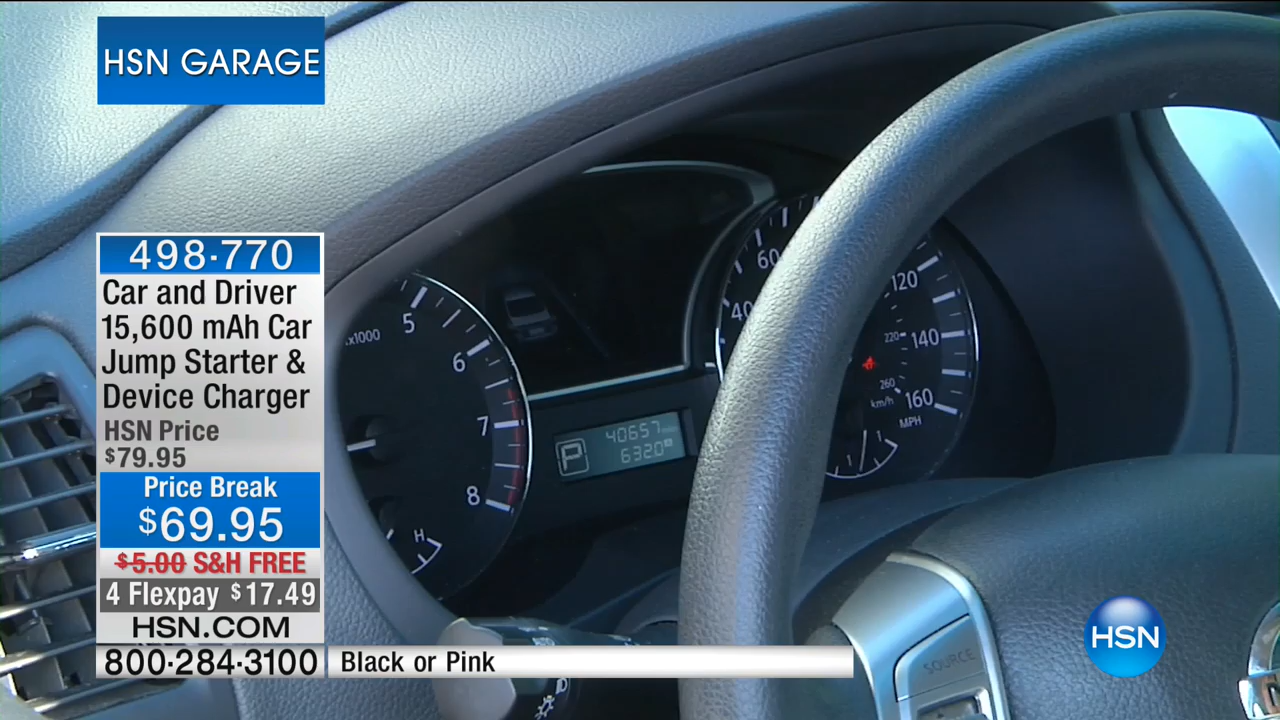 HSN GARAGE
498·770
Car and Driver
15,600 mAh Car
Jump Starter &
Device Charger
HSN Price
$79.95
Price Break
$69.95
$5.00 S&H FREE
4 Flexpay $17.49
HSN.COM
800·284·3100
Black or Pink
HSN
x1000
5
6
7
8
H
P
40657
6320
40
60
120
140
160
220
260
km/h
MPH
SOURCE